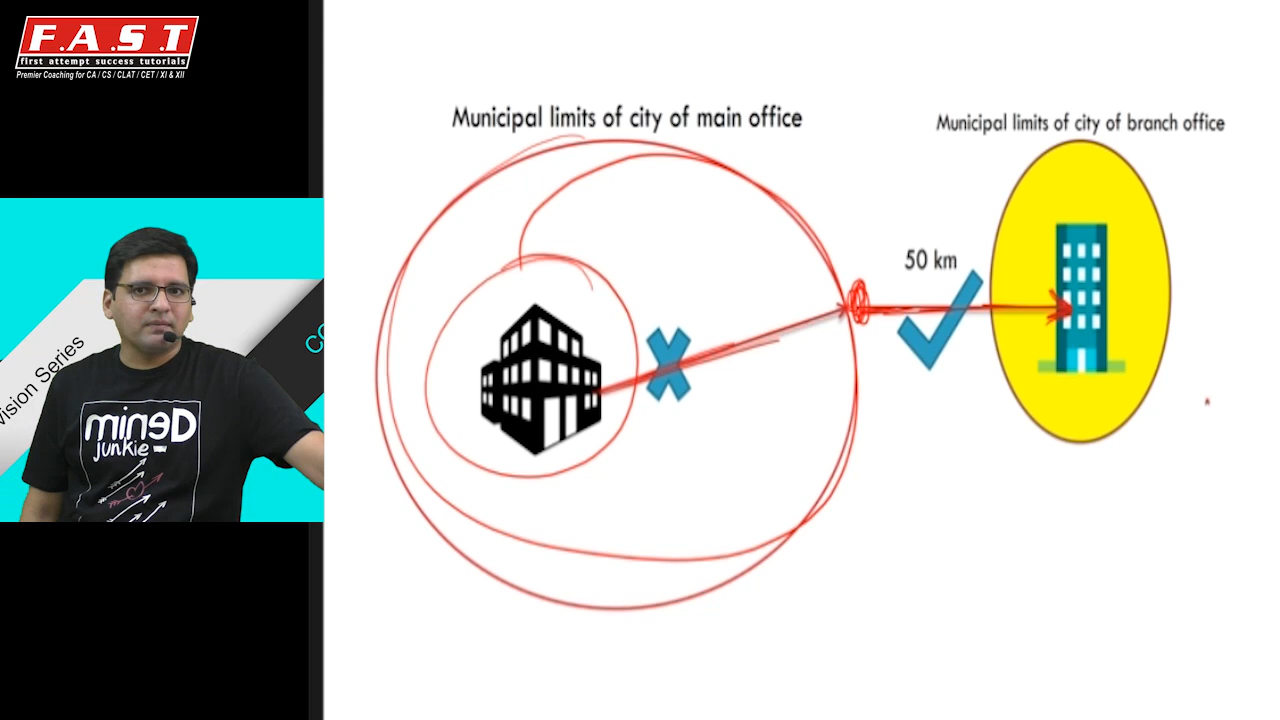 F.A.S.T
first attempt success tutorials
Premier Coaching for CA / CS / CLAT / CET / XI & XII
Municipal limits of city of main office
Municipal limits of city of branch office
50 km
vision Series
CO
mineD
junkie